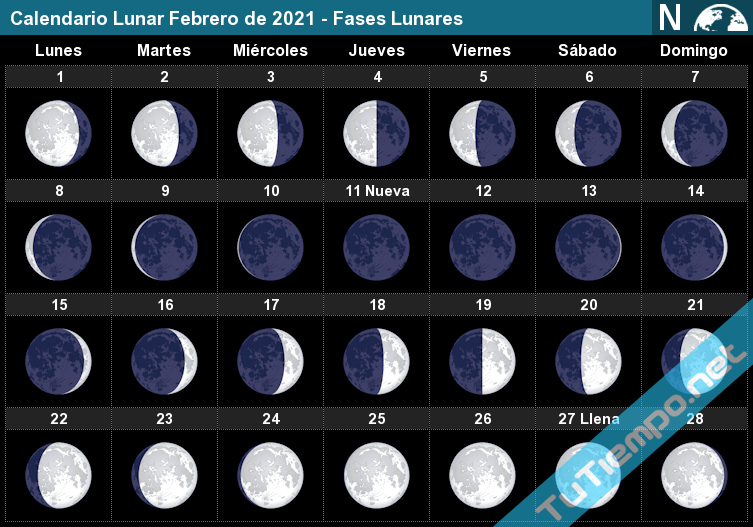 Calendario Lunar Febrero de 2021 - Fases Lunares N
Lunes Martes Miércoles Jueves Viernes Sábado Domingo
1 2 3 4 5 6 7
8 9 10 11 Nueva 12 13 14
15 16 17 18 19 20 21
22 23 24 25 26 27 Llena 28
TuTiempo.net